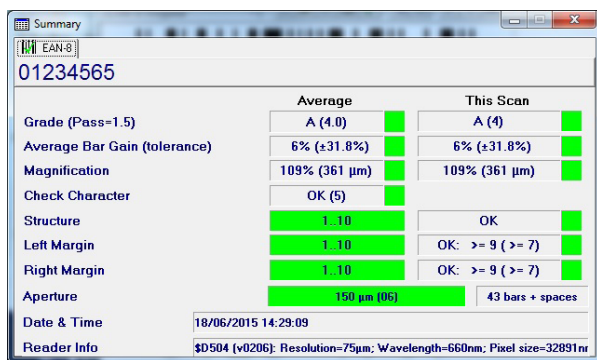 Summary
EAN-8
01234565
Average This Scan
Grade (Pass=1.5) A (4.0) A (4)
Average Bar Gain (tolerance) 6% (±31.8%) 6% (±31.8%)
Magnification 109% (361 µm) 109% (361 µm)
Check Character OK (5)
Structure 1..10 OK
Left Margin 1..10 OK: >= 9 ( >= 7)
Right Margin 1..10 OK: >= 9 ( >= 7)
Aperture 150 µm (06) 43 bars + spaces
Date & Time 18/06/2015 14:29:09
Reader Info $D504 (v0206): Resolution=75µm; Wavelength=660nm; Pixel size=32891nr